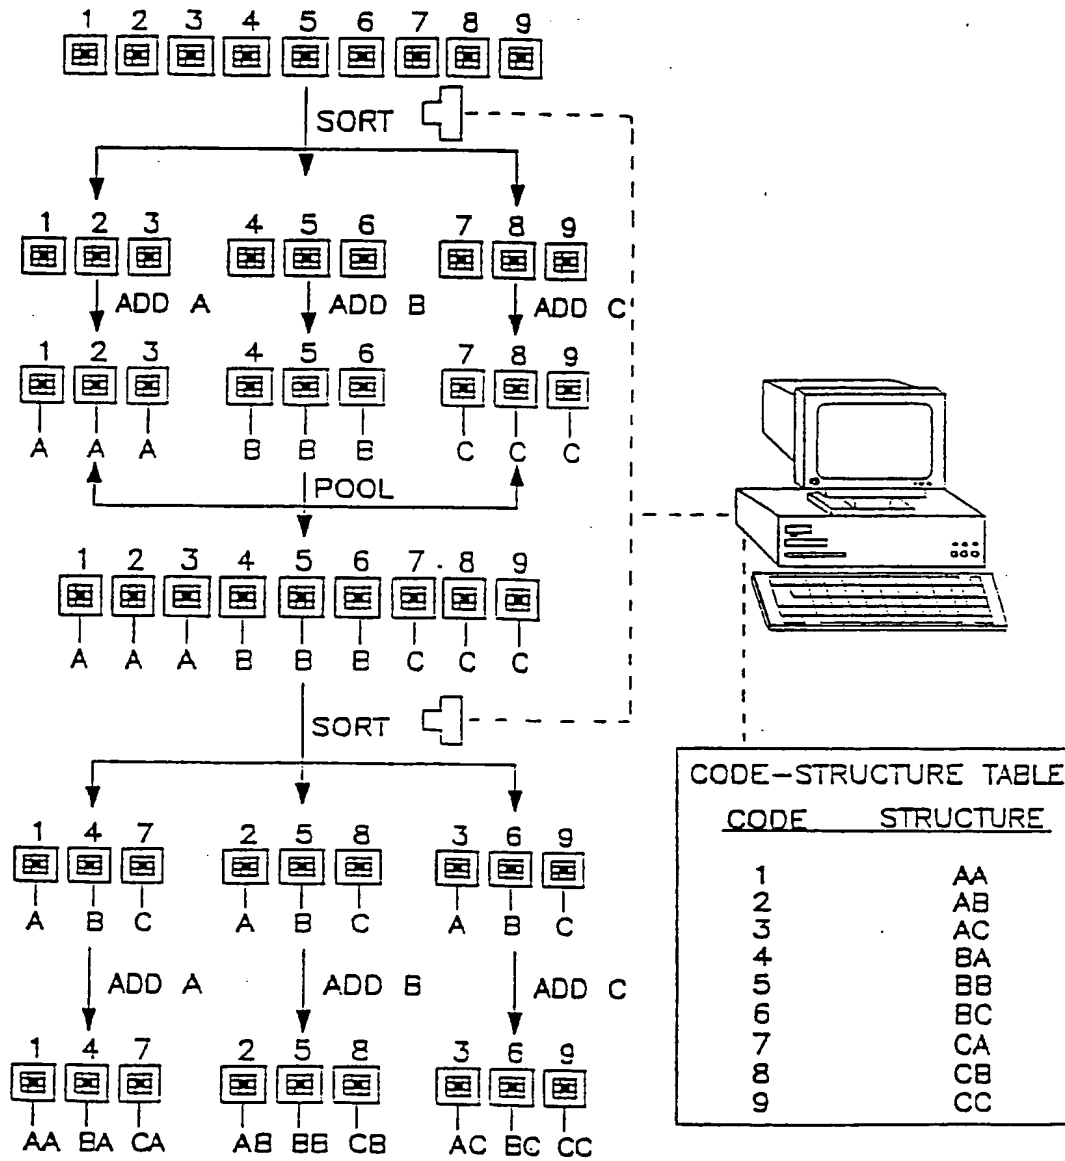 1 2 3 4 5 6 7 8 9
SORT
1 2 3 4 5 6 7 8 9
ADD A ADD B ADD C
1 2 3 4 5 6 7 8 9
A A A B B B C C C
POOL
1 2 3 4 5 6 7 8 9
A A A B B B C C C
SORT
1 4 7 2 5 8 3 6 9
A B C A B C A B C
ADD A ADD B ADD C
1 4 7 2 5 8 3 6 9
AA BA CA AB BB CB AC BC CC
CODE-STRUCTURE TABLE
CODE STRUCTURE
1 AA
2 AB
3 AC
4 BA
5 BB
6 BC
7 CA
8 CB
9 CC